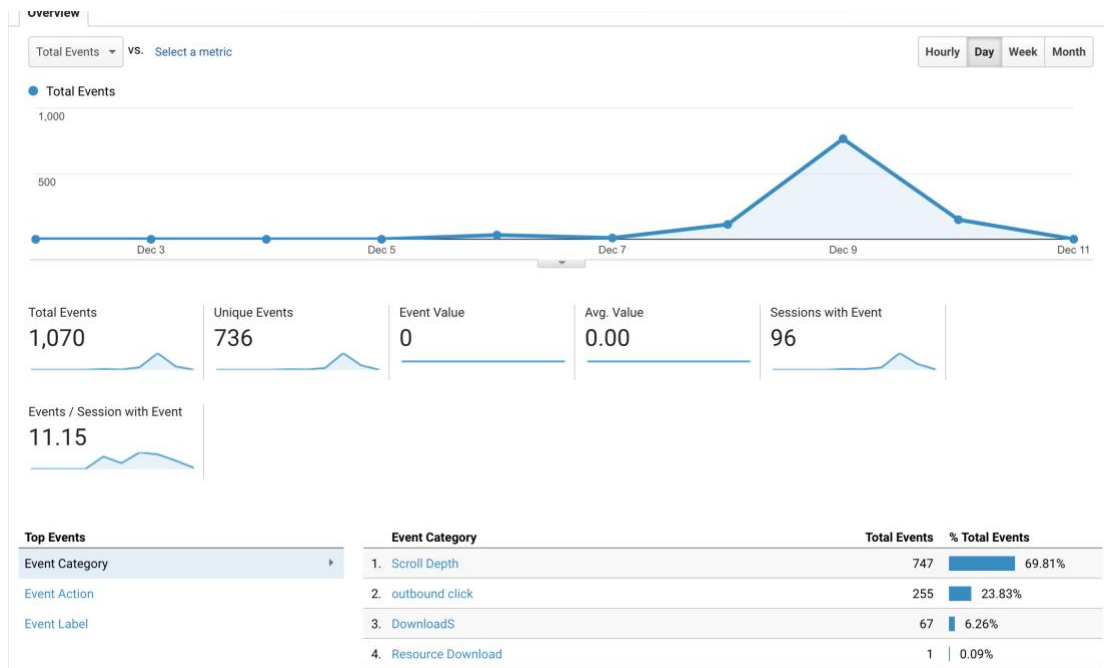 Overview
Total Events vs. Select a metric
Hourly Day Week Month
Total Events
1,000
500
Dec 3 Dec 5 Dec 7 Dec 9 Dec 11
Total Events Unique Events Event Value Avg. Value Sessions with Event
1,070 736 0 0.00 96
Events / Session with Event
11.15
Top Events Event Category Total Events % Total Events
Event Category 1. Scroll Depth 747 69.81%
Event Action 2. outbound click 255 23.83%
Event Label 3. DownloadS 67 6.26%
4. Resource Download 1 0.09%